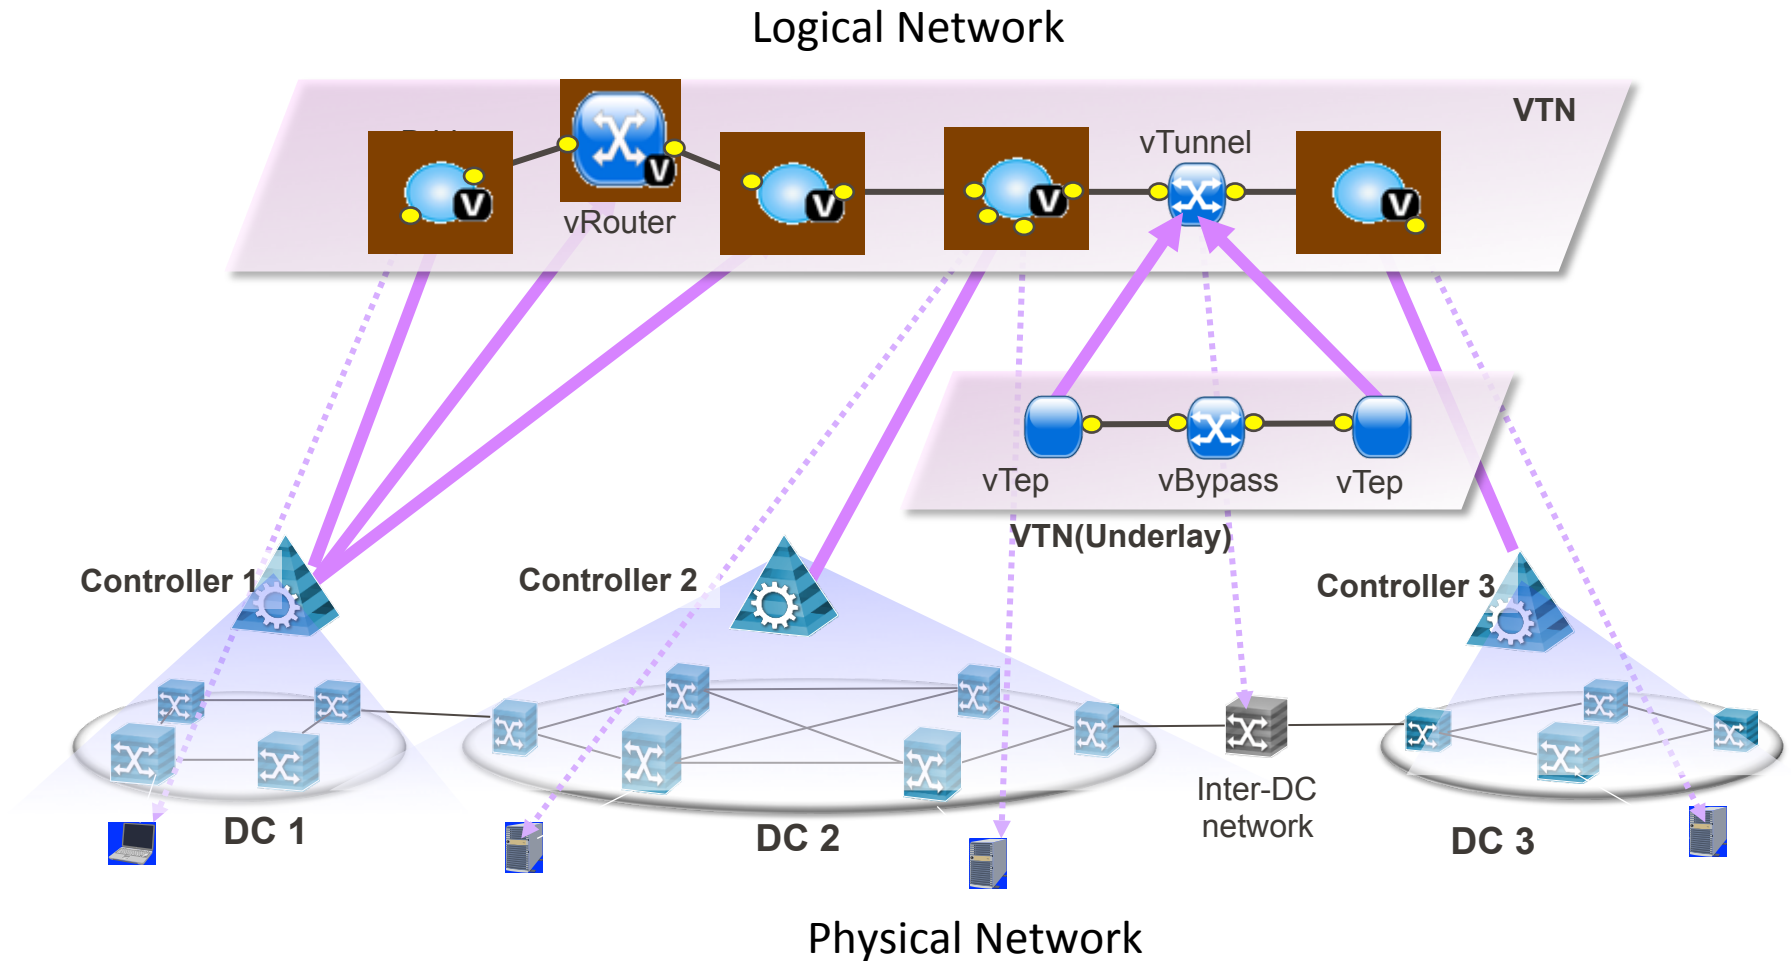 Logical Network
VTN
vTunnel
V
vRouter
V
V
V
V
vTep
vBypass
vTep
VTN(Underlay)
Controller 1
Controller 2
Controller 3
Inter-DC
network
DC 1
DC 2
DC 3
Physical Network